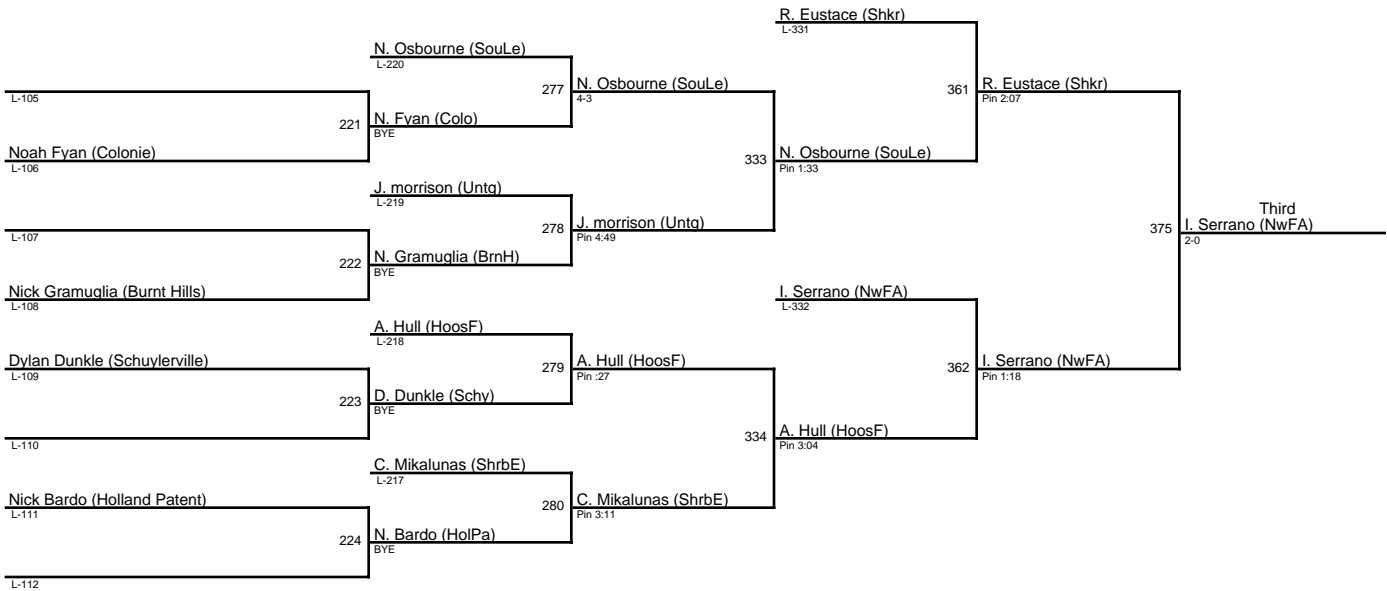 R. Eustace (Shkr)
L-331
N. Osbourne (SouLe)
L-220
277
N. Osbourne (SouLe)
4-3
361
R. Eustace (Shkr)
Pin 2:07
L-105
221
N. Fyan (Colo)
BYE
Noah Fyan (Colonie)
L-106
333
N. Osbourne (SouLe)
Pin 1:33
J. morrison (Untg)
L-219
278
J. morrison (Untg)
Pin 4:49
L-107
222
N. Gramuglia (BrnH)
BYE
Nick Gramuglia (Burnt Hills)
L-108
375
Third
I. Serrano (NwFA)
2-0
I. Serrano (NwFA)
L-332
A. Hull (HoosF)
L-218
Dylan Dunkle (Schuylerville)
L-109
279
A. Hull (HoosF)
Pin :27
362
I. Serrano (NwFA)
Pin 1:18
223
D. Dunkle (Schy)
BYE
L-110
334
A. Hull (HoosF)
Pin 3:04
C. Mikalunas (ShrbE)
L-217
Nick Bardo (Holland Patent)
L-111
280
C. Mikalunas (ShrbE)
Pin 3:11
224
N. Bardo (HolPa)
BYE
L-112